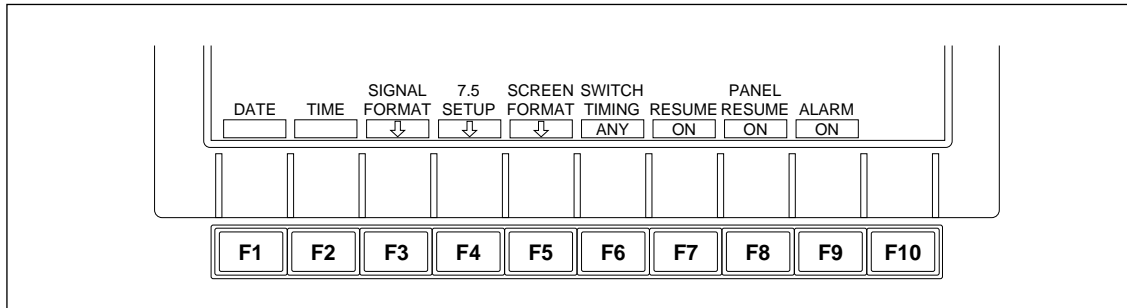 SIGNAL 7.5 SCREEN SWITCH PANEL
DATE TIME FORMAT SETUP FORMAT TIMING RESUME RESUME ALARM
ANY ON ON ON
F1 F2 F3 F4 F5 F6 F7 F8 F9 F10